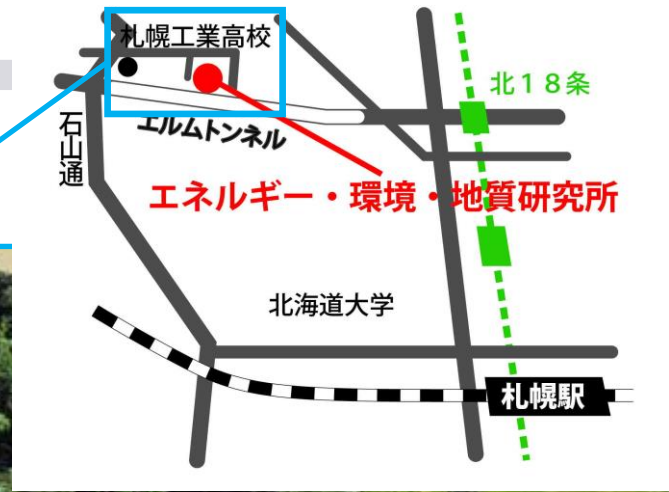 札幌工業高校
北18条
石山通
エルムトンネル
エネルギー・環境・地質研究所
北海道大学
札幌駅